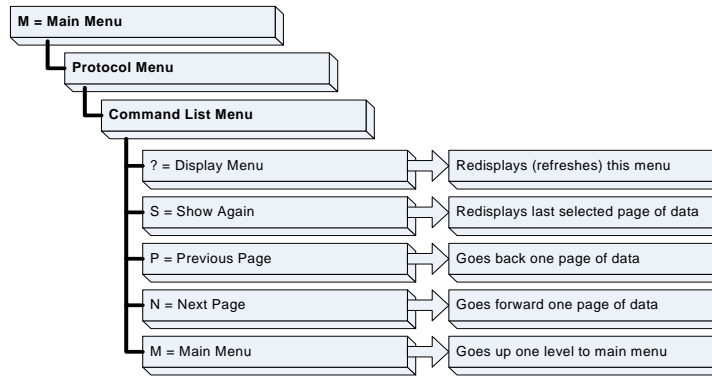 M = Main Menu
Protocol Menu
Command List Menu
? = Display Menu
Redisplays (refreshes) this menu
S = Show Again
Redisplays last selected page of data
P = Previous Page
Goes back one page of data
N = Next Page
Goes forward one page of data
M = Main Menu
Goes up one level to main menu